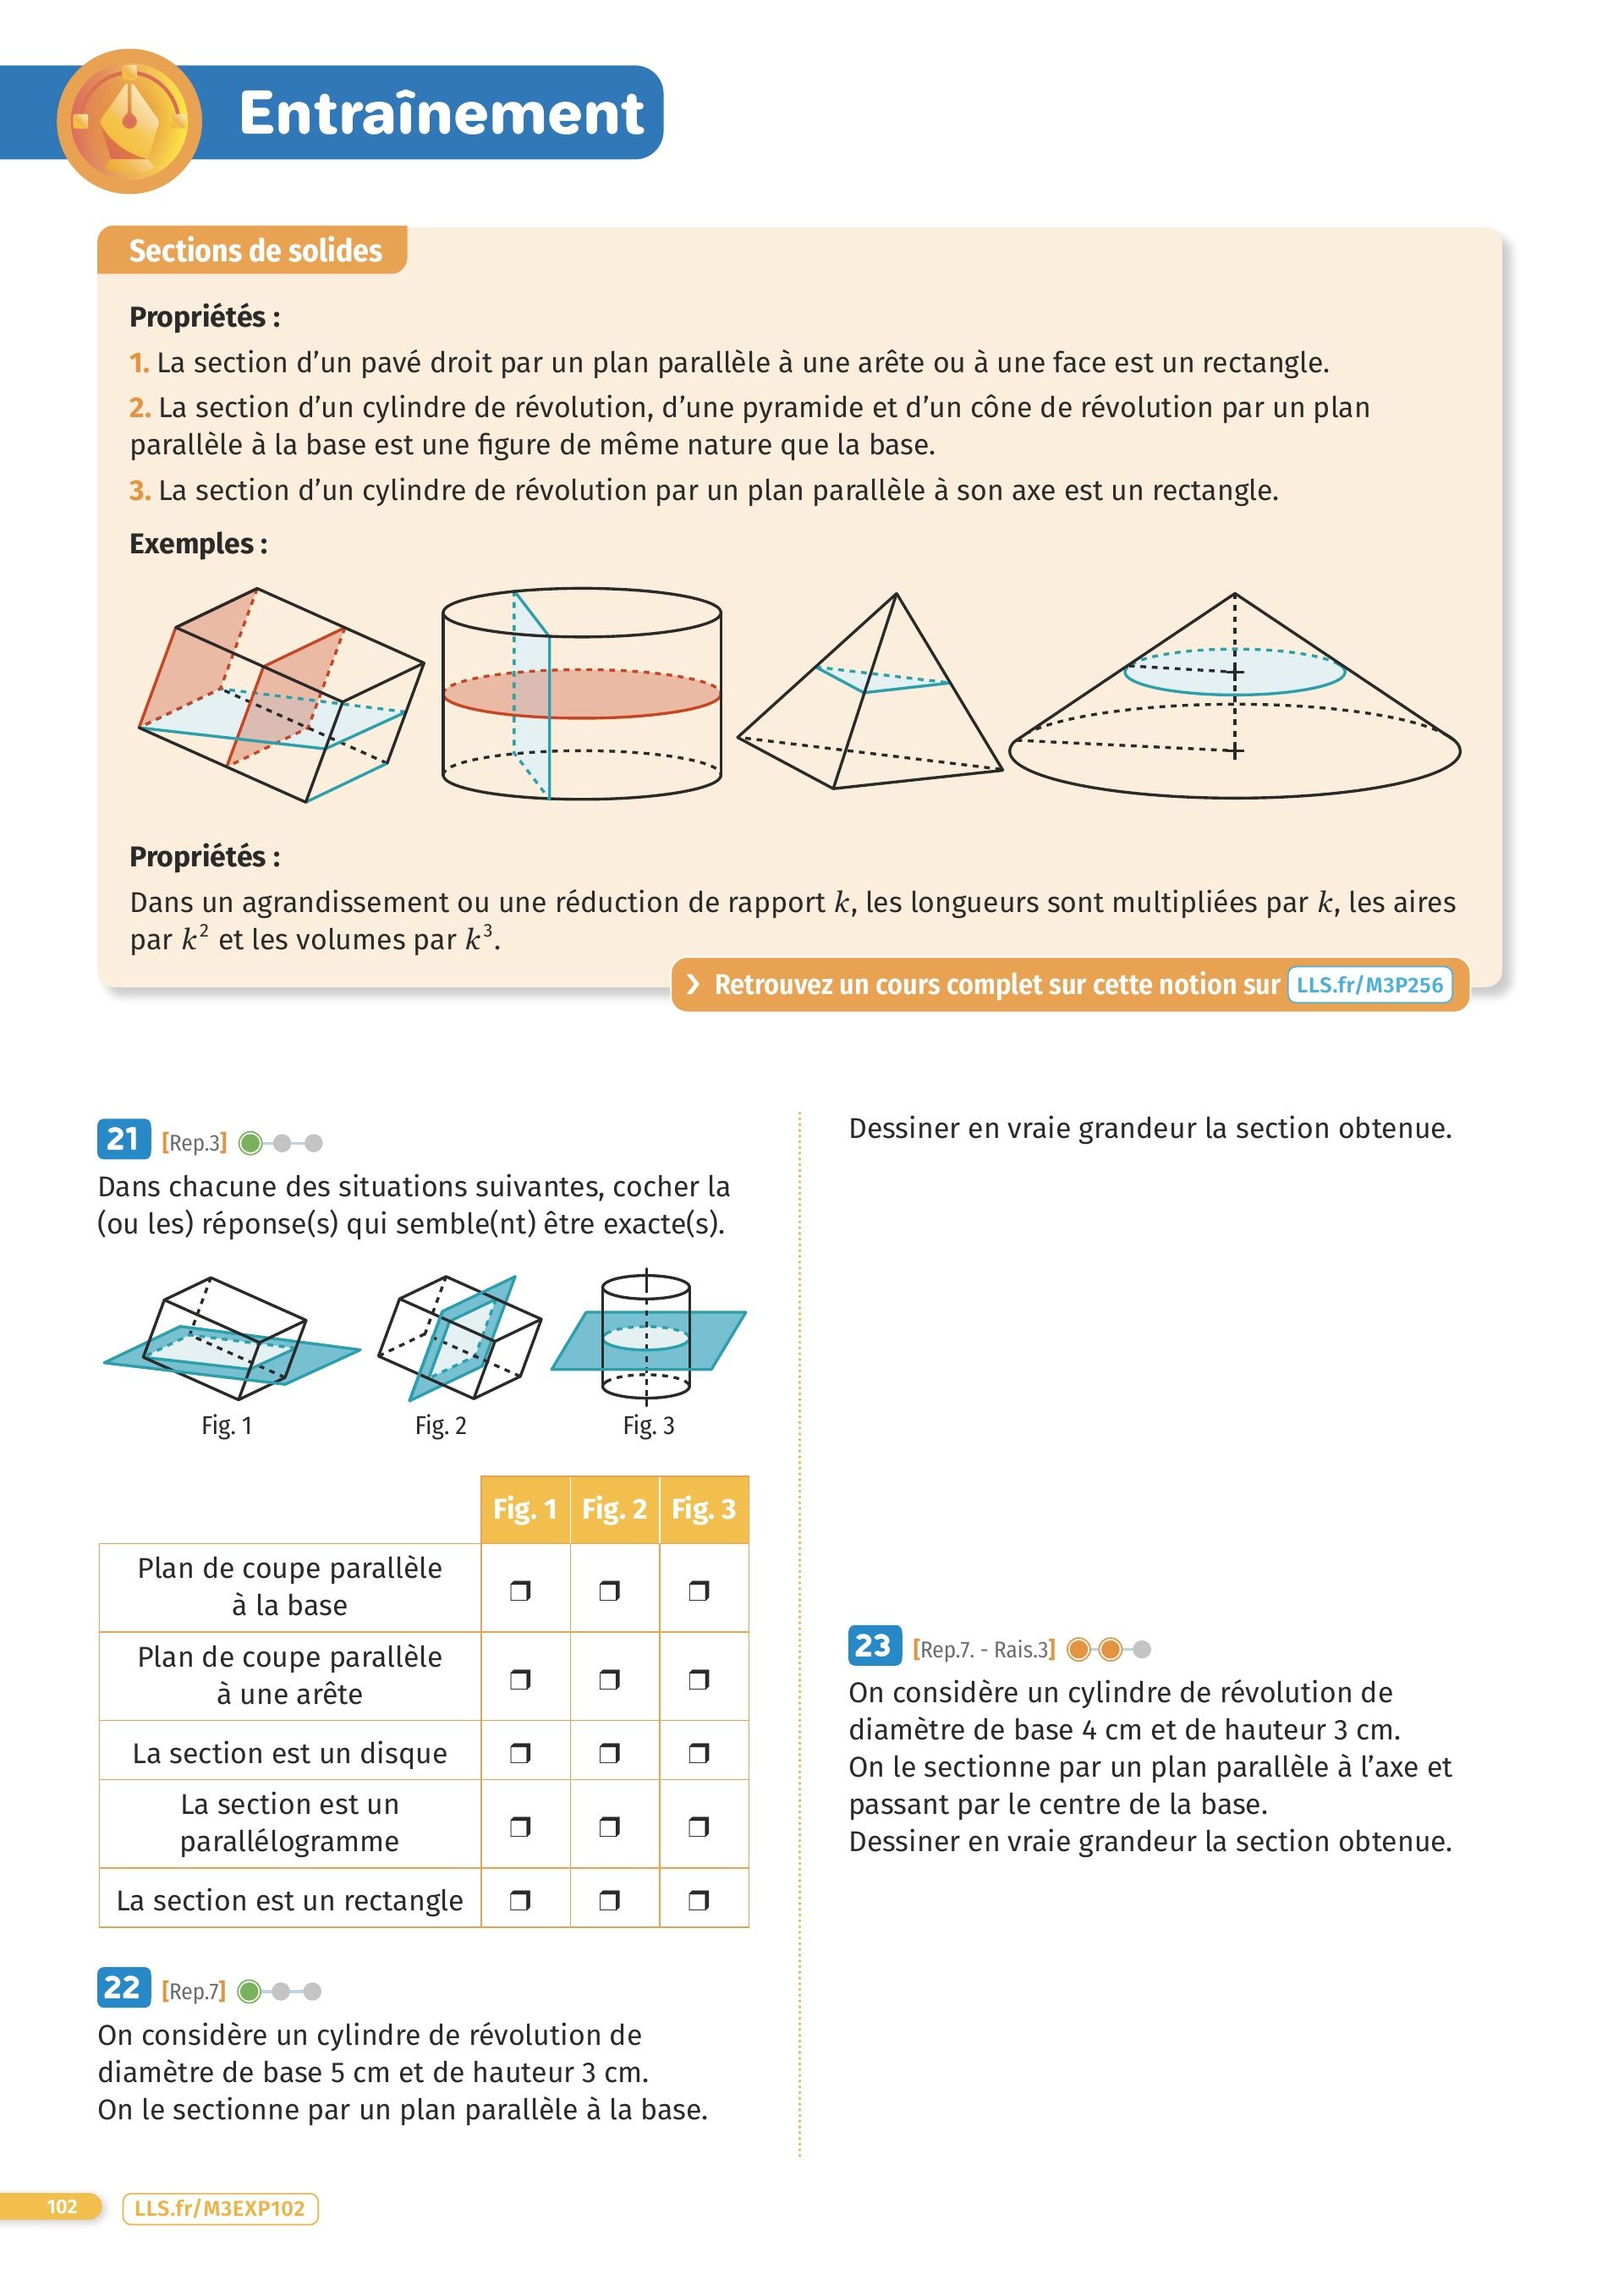 Entraînement
Sections de solides
Propriétés :
1. La section d’un pavé droit par un plan parallèle à une arête ou à une face est un rectangle.
2. La section d’un cylindre de révolution, d’une pyramide et d’un cône de révolution par un plan
parallèle à la base est une figure de même nature que la base.
3. La section d’un cylindre de révolution par un plan parallèle à son axe est un rectangle.
Exemples :
Propriétés :
Dans un agrandissement ou une réduction de rapport k, les longueurs sont multipliées par k, les aires
par k² et les volumes par k³.
❯ Retrouvez un cours complet sur cette notion sur LLS.fr/M3P256
21 [Rep.3]
Dans chacune des situations suivantes, cocher la
(ou les) réponse(s) qui semble(nt) être exacte(s).
Fig. 1 Fig. 2 Fig. 3
Fig. 1 Fig. 2 Fig. 3
Plan de coupe parallèle
à la base ❒ ❒ ❒
Plan de coupe parallèle
à une arête ❒ ❒ ❒
La section est un disque ❒ ❒ ❒
La section est un
parallélogramme ❒ ❒ ❒
La section est un rectangle ❒ ❒ ❒
22 [Rep.7]
On considère un cylindre de révolution de
diamètre de base 5 cm et de hauteur 3 cm.
On le sectionne par un plan parallèle à la base.
Dessiner en vraie grandeur la section obtenue.
23 [Rep.7. - Rais.3]
On considère un cylindre de révolution de
diamètre de base 4 cm et de hauteur 3 cm.
On le sectionne par un plan parallèle à l’axe et
passant par le centre de la base.
Dessiner en vraie grandeur la section obtenue.
102 LLS.fr/M3EXP102